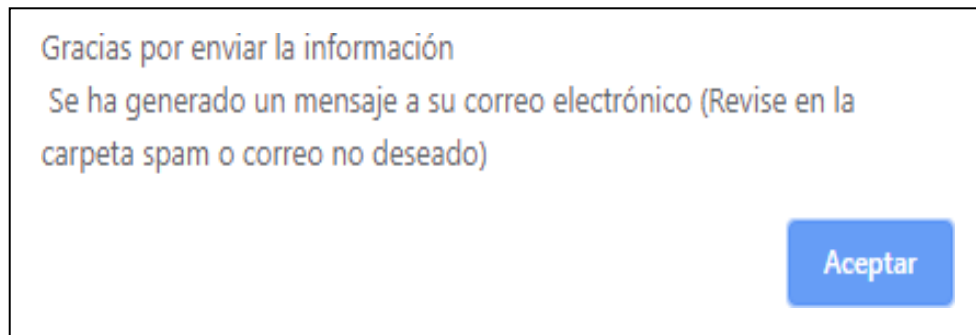 Gracias por enviar la información
Se ha generado un mensaje a su correo electrónico (Revise en la
carpeta spam o correo no deseado)
Aceptar